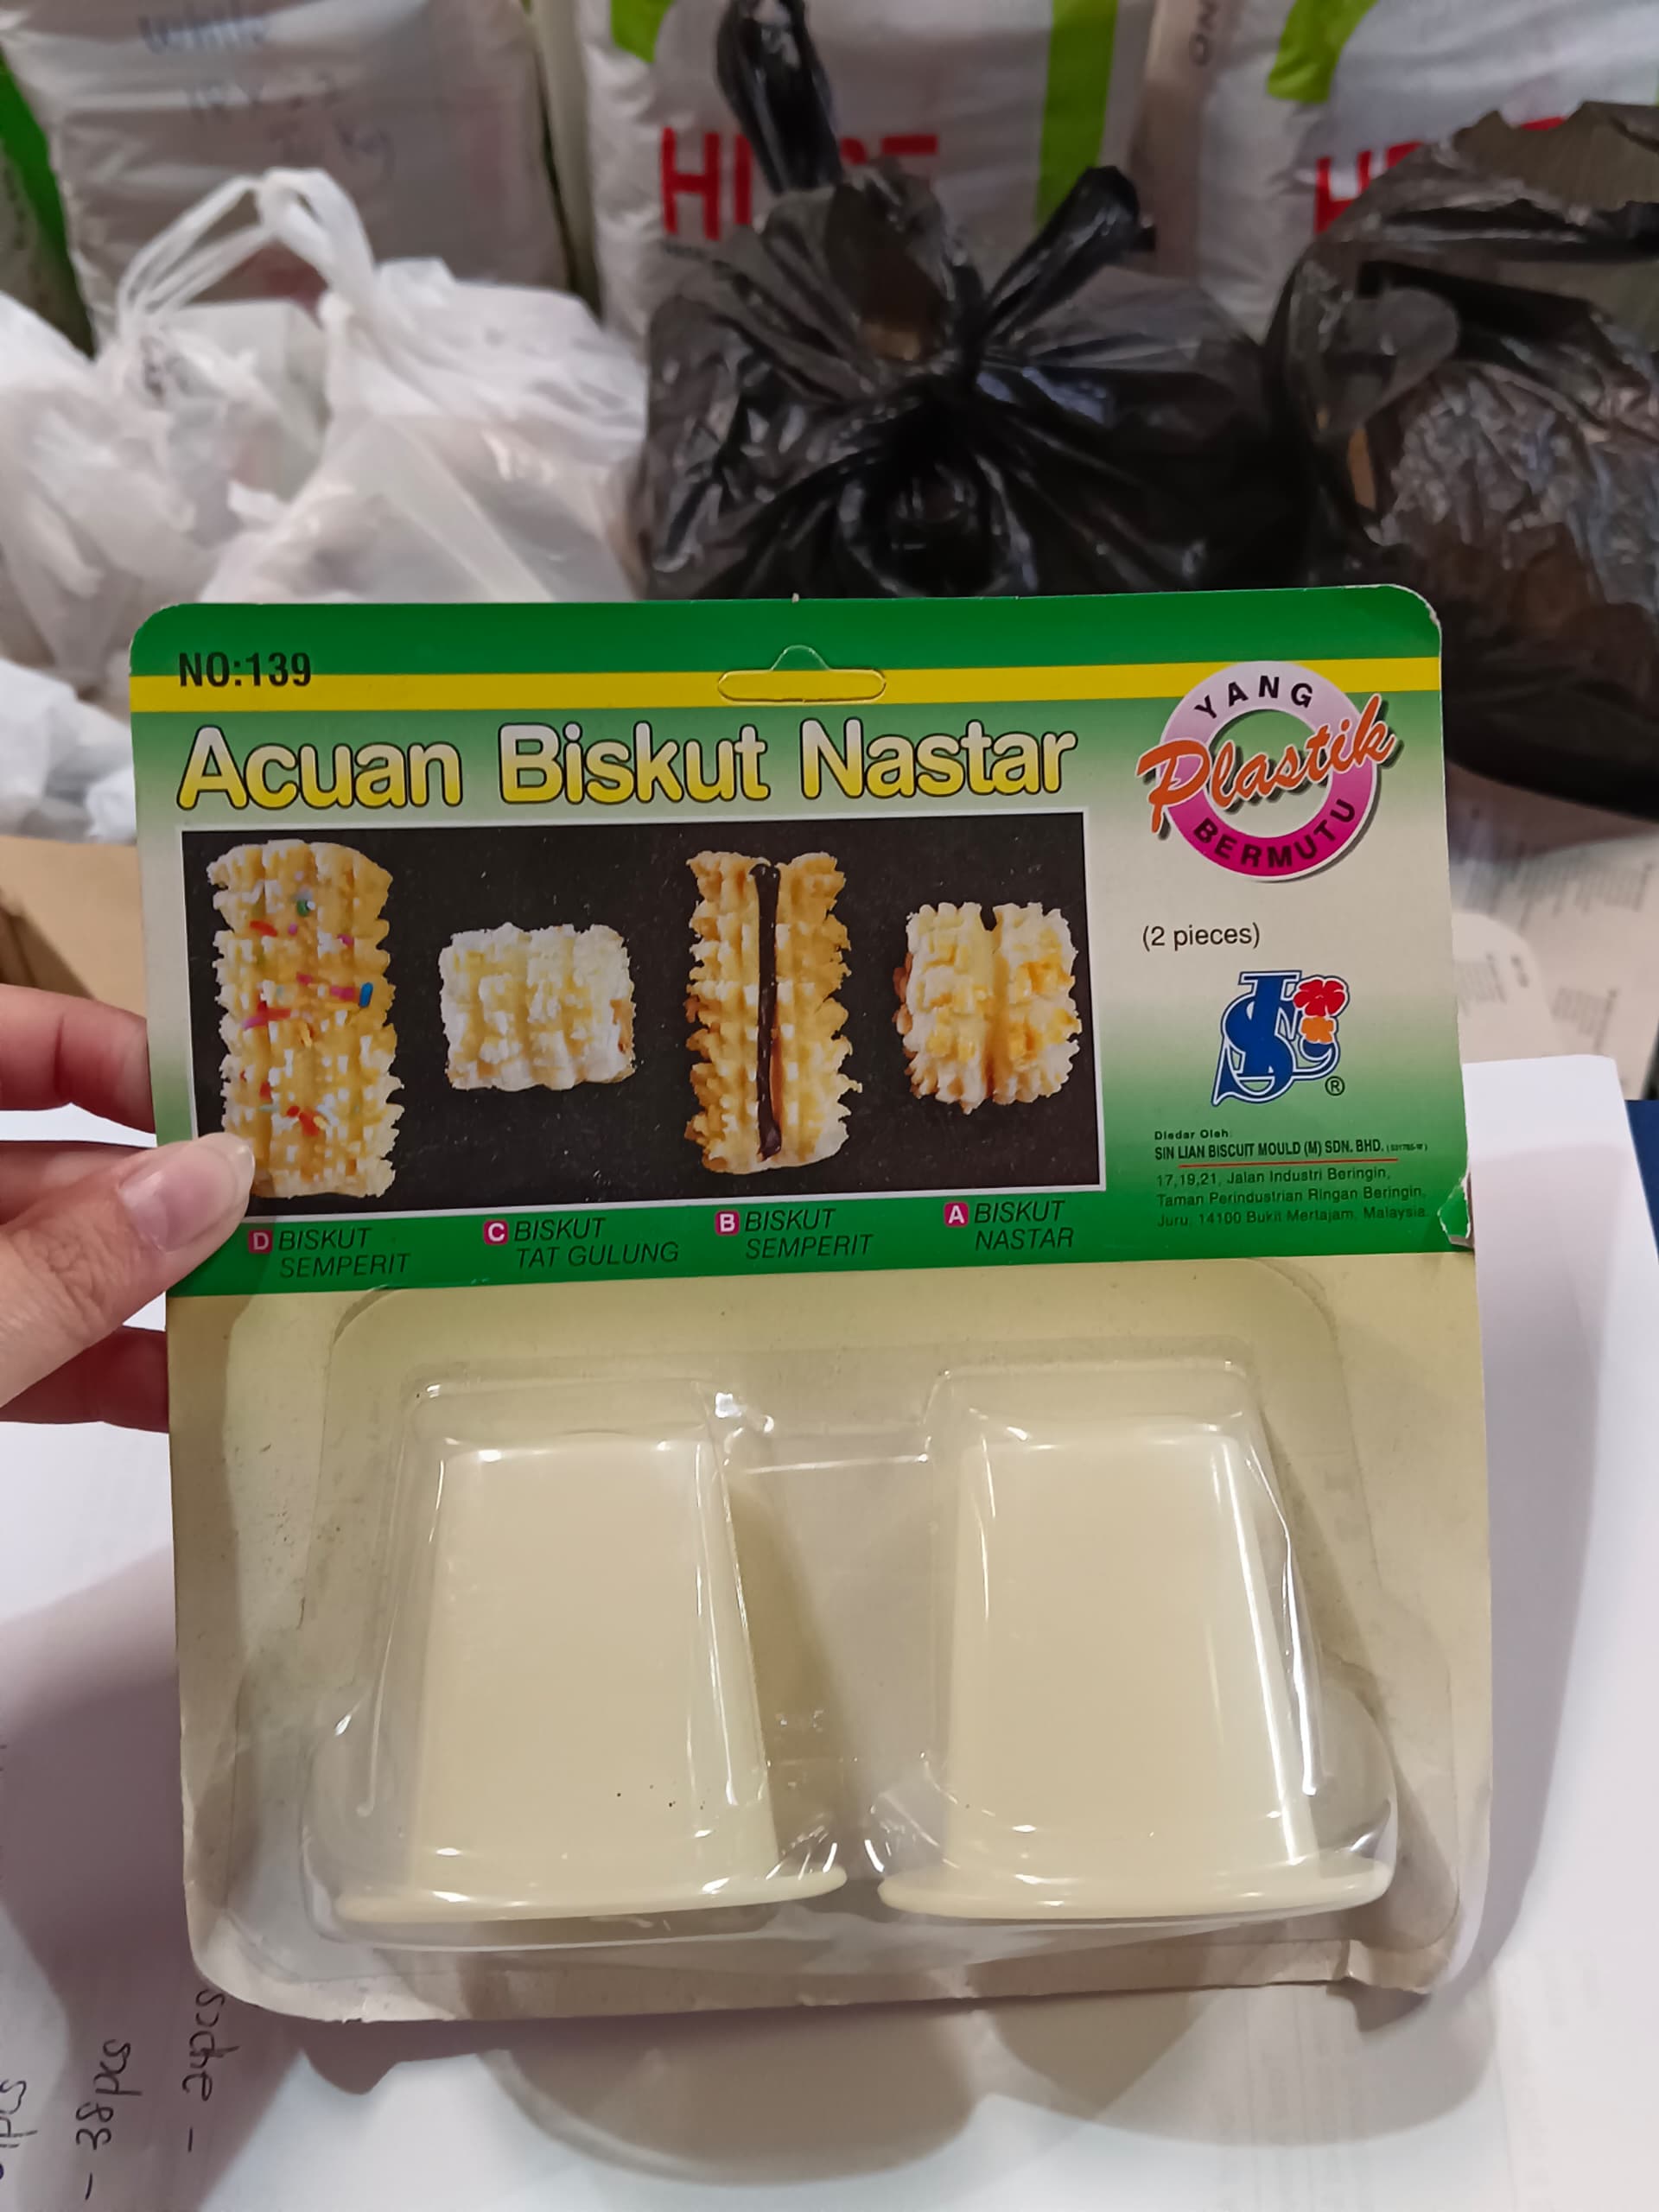 NO:139
Acuan Biskut Nastar
YANG
Plastik
BERMUTU
(2 pieces)
®
Diedar Oleh:
SIN LIAN BISCUIT MOULD (M) SDN. BHD.
17,19,21, Jalan Industri Beringin,
Taman Perindustrian Ringan Beringin,
Juru, 14100 Bukit Mertajam, Malaysia.
D BISKUT
SEMPERIT
C BISKUT
TAT GULUNG
B BISKUT
SEMPERIT
A BISKUT
NASTAR
- 38pcs
- 24pcs